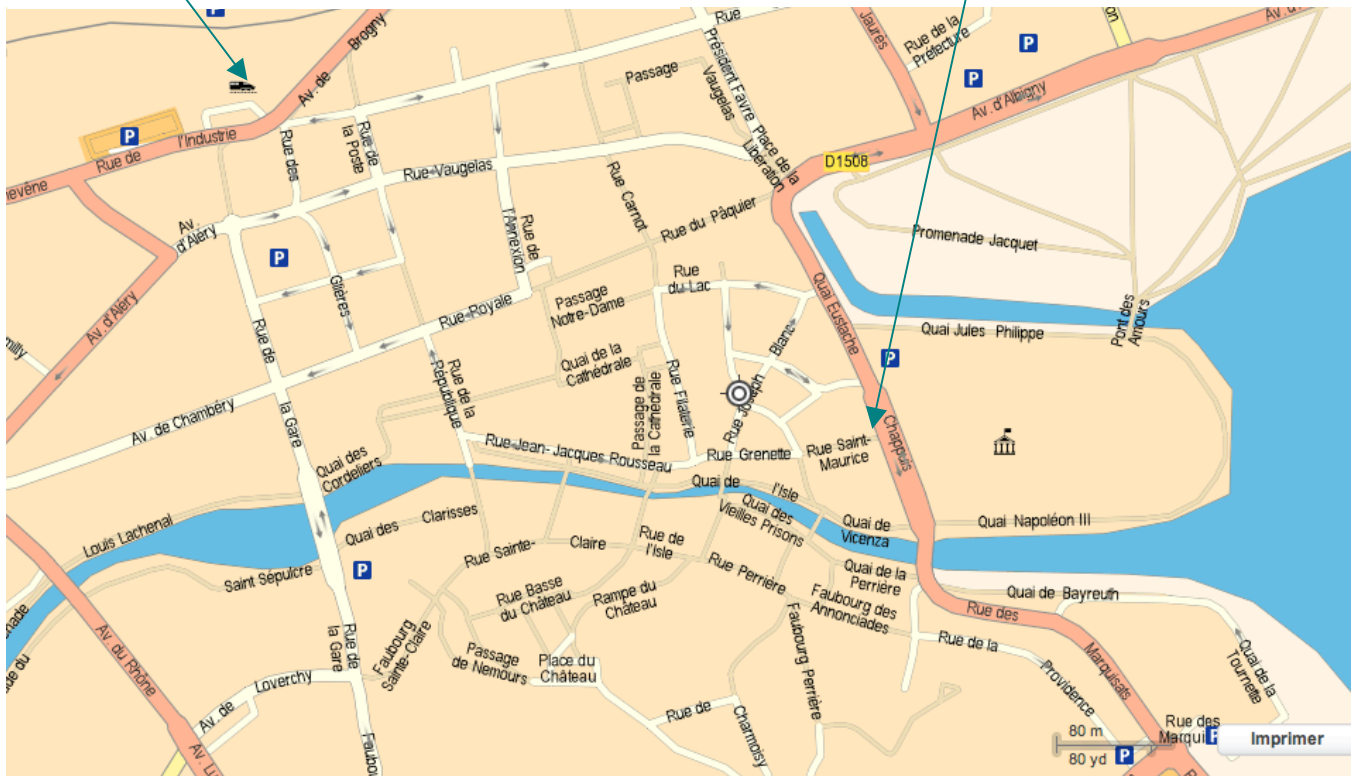 P
Brogny
Av. de
Président Favre
Place de la
Libération
Jaurès
Rue de la
Préfecture
P
P
Av. d'Albigny
Passage
Vaugelas
P
Rue de
l'Industrie
Rue des
Glières
Rue de
la Poste
Rue Vaugelas
Rue Carnot
D1508
Av.
d'Aléry
Av. d'Aléry
Rue de
l'Annexion
Rue du Pâquier
Promenade Jacquet
P
Rue
du Lac
Passage
Notre-Dame
Rue Royale
Quai Eustache
Quai Jules Philippe
Pont des
Amours
Rue de
la Gare
Quai de la
Cathédrale
Rue de la
République
Passage de
la Cathédrale
Rue Filaterie
Rue Joseph
Blanc
P
Av. de Chambéry
Quai des
Cordeliers
Rue Jean-Jacques Rousseau
Rue Grenette
Rue Saint-
Maurice
Chappuis
Quai de
l'Isle
Louis Lachenal
Quai des
Clarisses
Quai des
Vieilles Prisons
Quai de
Vicenza
Quai Napoléon III
Saint Sépulcre
P
Rue Sainte-
Claire
Rue de
l'Isle
Rue Perrière
Quai de la
Perrière
Faubourg des
Annonciades
Quai de Bayreuth
Rue Basse
du Château
Rampe du
Château
Rue des
Marquisats
Av. du Rhône
Rue de
la Gare
Faubourg
Sainte-Claire
Passage
de Nemours
Place du
Château
Faubourg Perrière
Rue de la
Providence
Quai de la
Tournette
Av. de
Loverchy
Rue de
Charmoisy
80 m
80 yd
P
Rue des
P
Imprimer